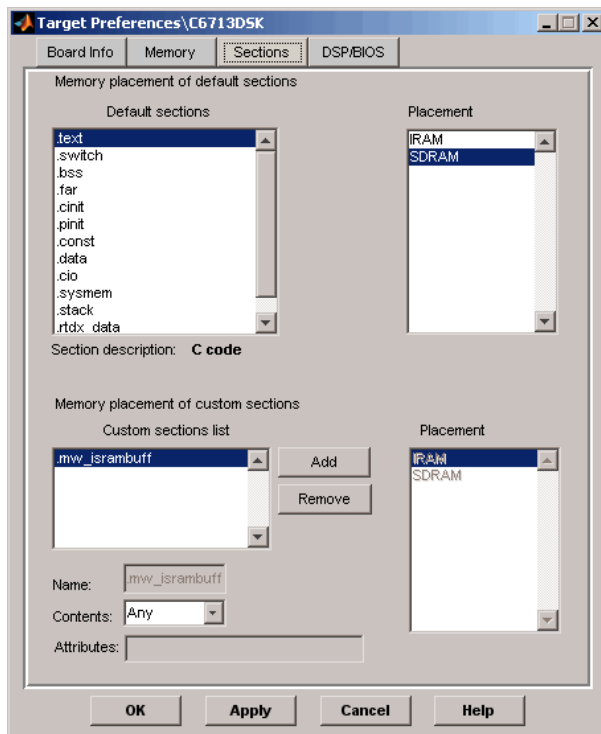 Target Preferences\C6713DSK
Board Info Memory Sections DSP/BIOS
Memory placement of default sections
Default sections Placement
.text IRAM
.switch SDRAM
.bss
.far
.cinit
.pinit
.const
.data
.cio
.sysmem
.stack
.rtdx_data
Section description: C code
Memory placement of custom sections
Custom sections list Placement
.mw_isrambuff Add IRAM
SDRAM
Remove
Name: .mw_isrambuff
Contents: Any
Attributes:
OK Apply Cancel Help